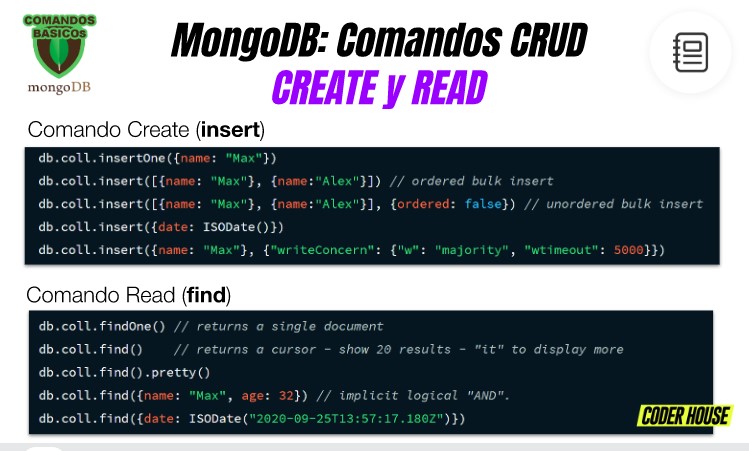 COMANDOS
BÁSICOS
mongoDB
MongoDB: Comandos CRUD
CREATE y READ
Comando Create (insert)
db.coll.insertOne({name: "Max"})
db.coll.insert([{name: "Max"}, {name:"Alex"}]) // ordered bulk insert
db.coll.insert([{name: "Max"}, {name:"Alex"}], {ordered: false}) // unordered bulk insert
db.coll.insert({date: ISODate()})
db.coll.insert({name: "Max"}, {"writeConcern": {"w": "majority", "wtimeout": 5000}})
Comando Read (find)
db.coll.findOne() // returns a single document
db.coll.find() // returns a cursor - show 20 results - "it" to display more
db.coll.find().pretty()
db.coll.find({name: "Max", age: 32}) // implicit logical "AND".
db.coll.find({date: ISODate("2020-09-25T13:57:17.180Z")})
CODER HOUSE